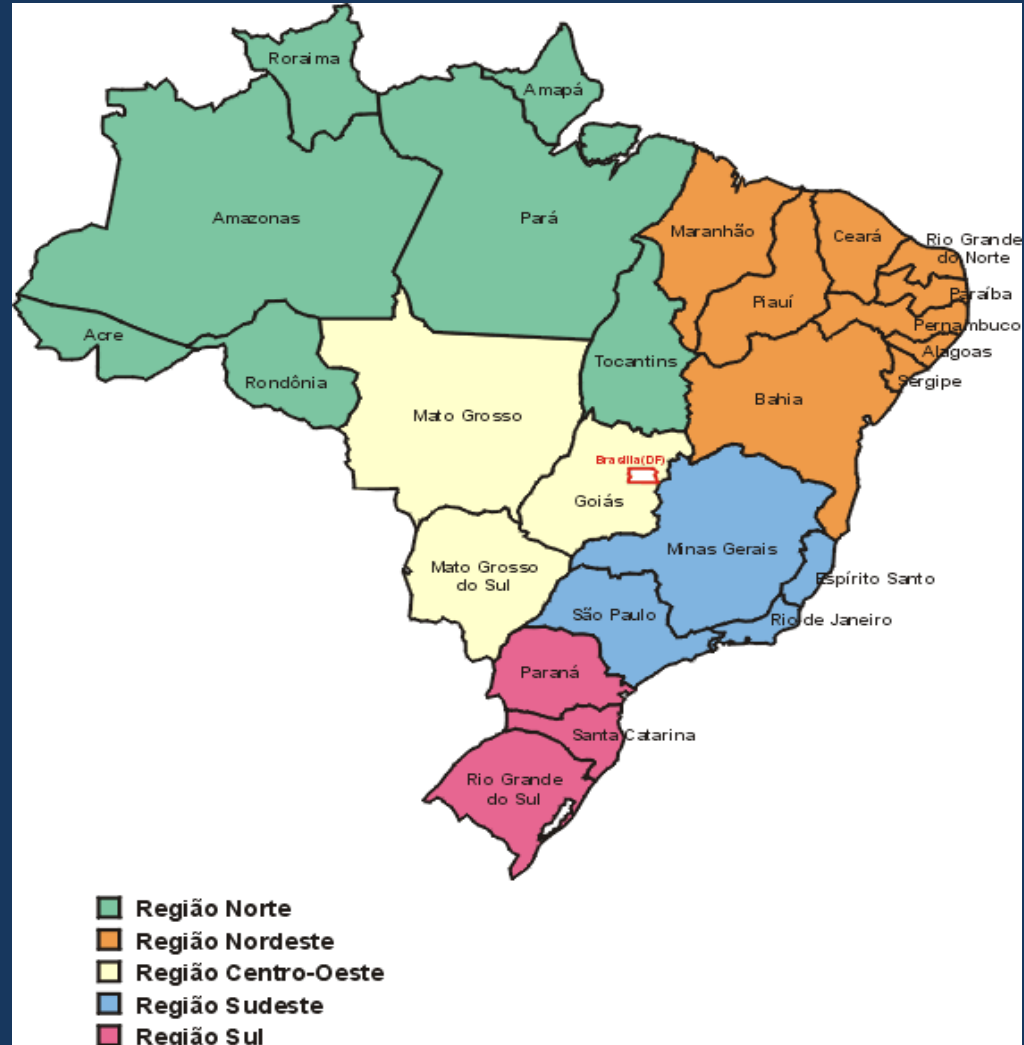 Roraima
Amapá
Amazonas
Pará
Maranhão
Ceará
Rio Grande
do Norte
Piauí
Paraíba
Pernambuco
Acre
Alagoas
Tocantins
Sergipe
Rondônia
Bahia
Mato Grosso
Brasília(DF)
Goiás
Minas Gerais
Mato Grosso
do Sul
Espírito Santo
São Paulo
Rio de Janeiro
Paraná
Santa Catarina
Rio Grande
do Sul
Região Norte
Região Nordeste
Região Centro-Oeste
Região Sudeste
Região Sul